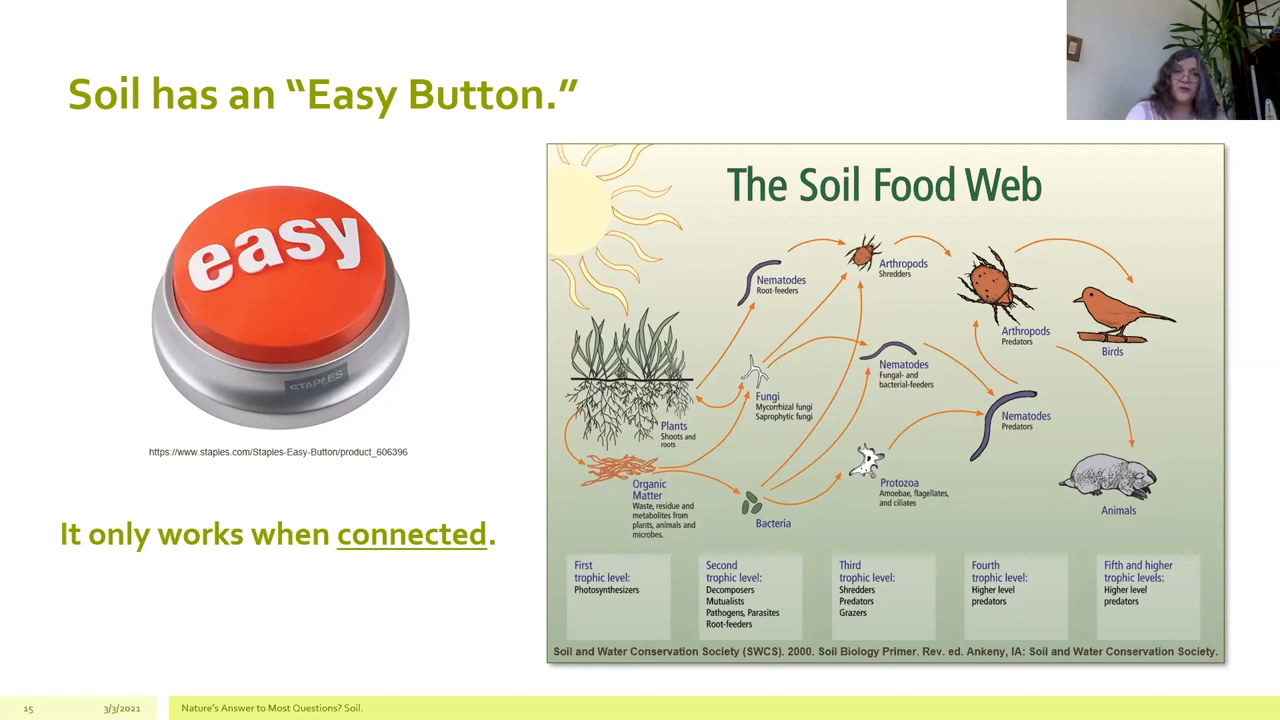 Soil has an “Easy Button.”
easy
STAPLES
https://www.staples.com/Staples-Easy-Button/product_606396
It only works when connected.
The Soil Food Web
Nematodes
Root-feeders
Arthropods
Shredders
Arthropods
Predators
Birds
Fungi
Mycorrhizal fungi
Saprophytic fungi
Nematodes
Fungal- and
bacterial-feeders
Nematodes
Predators
Plants
Shoots and
roots
Organic
Matter
Waste, residue and
metabolites from
plants, animals and
microbes.
Bacteria
Protozoa
Amoebae, flagellates,
and ciliates
Animals
First
trophic level:
Photosynthesizers
Second
trophic level:
Decomposers
Mutualists
Pathogens, Parasites
Root-feeders
Third
trophic level:
Shredders
Predators
Grazers
Fourth
trophic level:
Higher level
predators
Fifth and higher
trophic levels:
Higher level
predators
Soil and Water Conservation Society (SWCS). 2000. Soil Biology Primer. Rev. ed. Ankeny, IA: Soil and Water Conservation Society.
15
3/3/2021
Nature’s Answer to Most Questions? Soil.